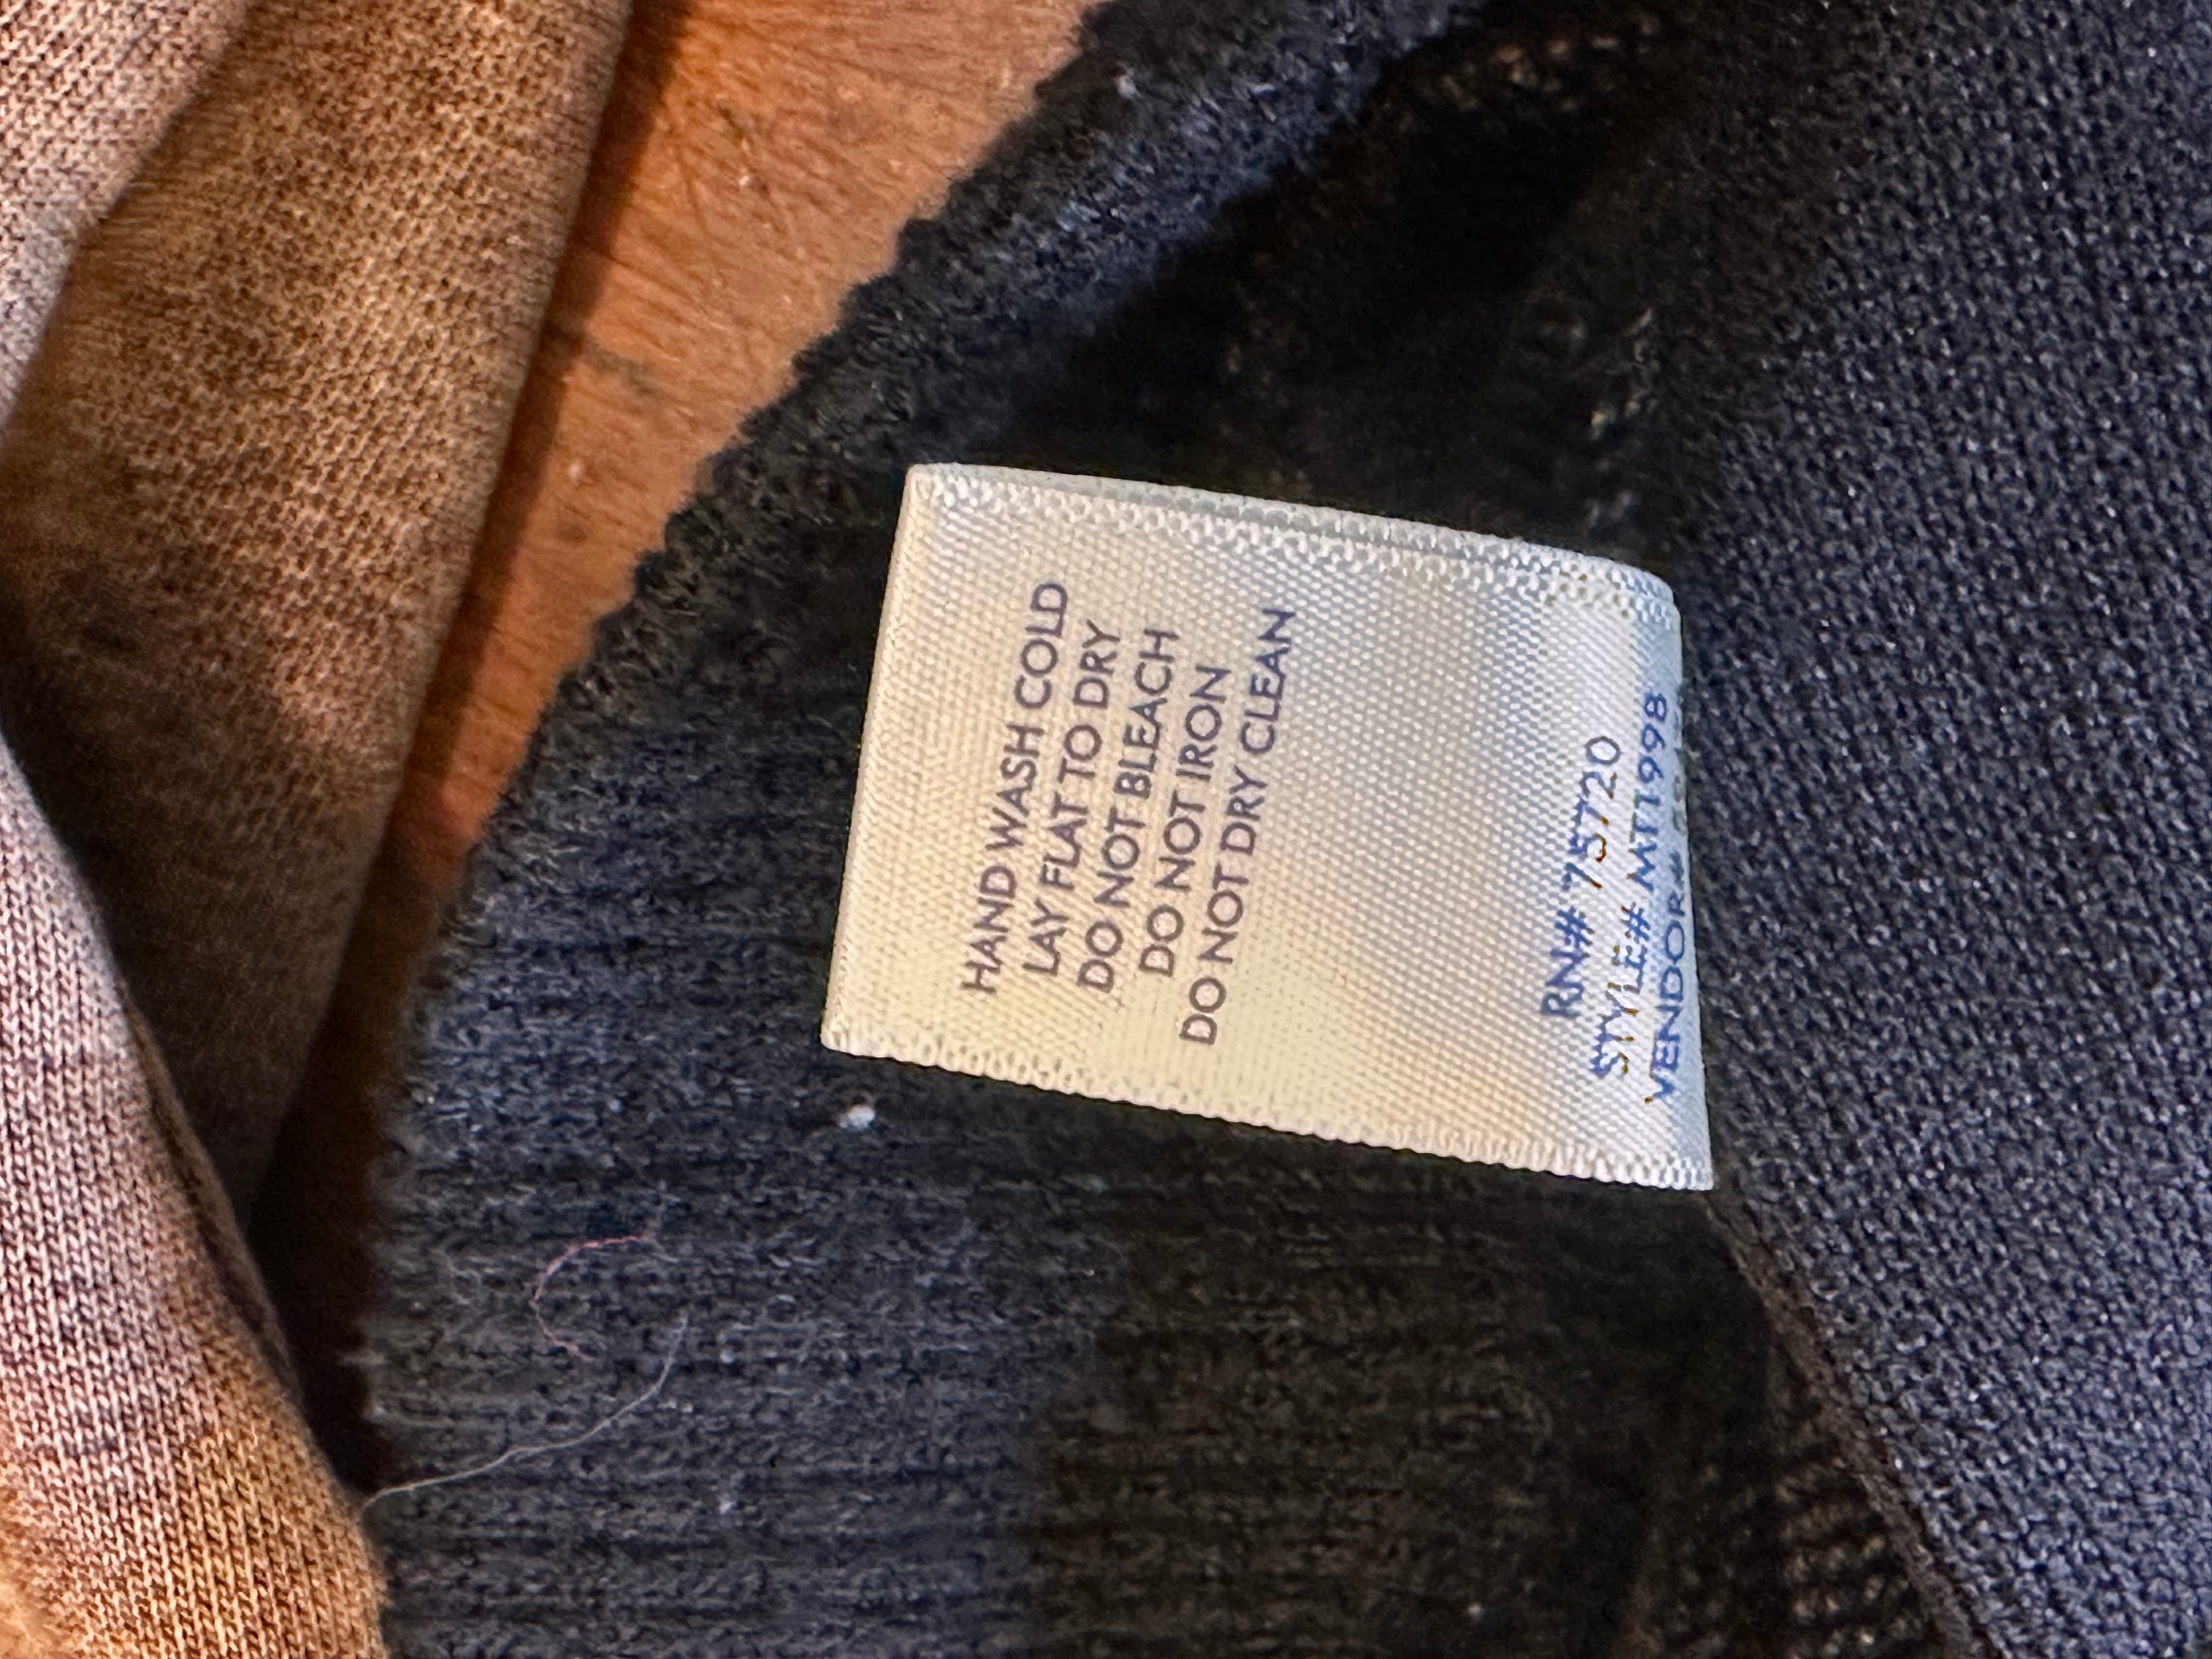 HAND WASH COLD
LAY FLAT TO DRY
DO NOT BLEACH
DO NOT IRON
DO NOT DRY CLEAN
RN# 75720
STYLE# MT1998
VENDOR#